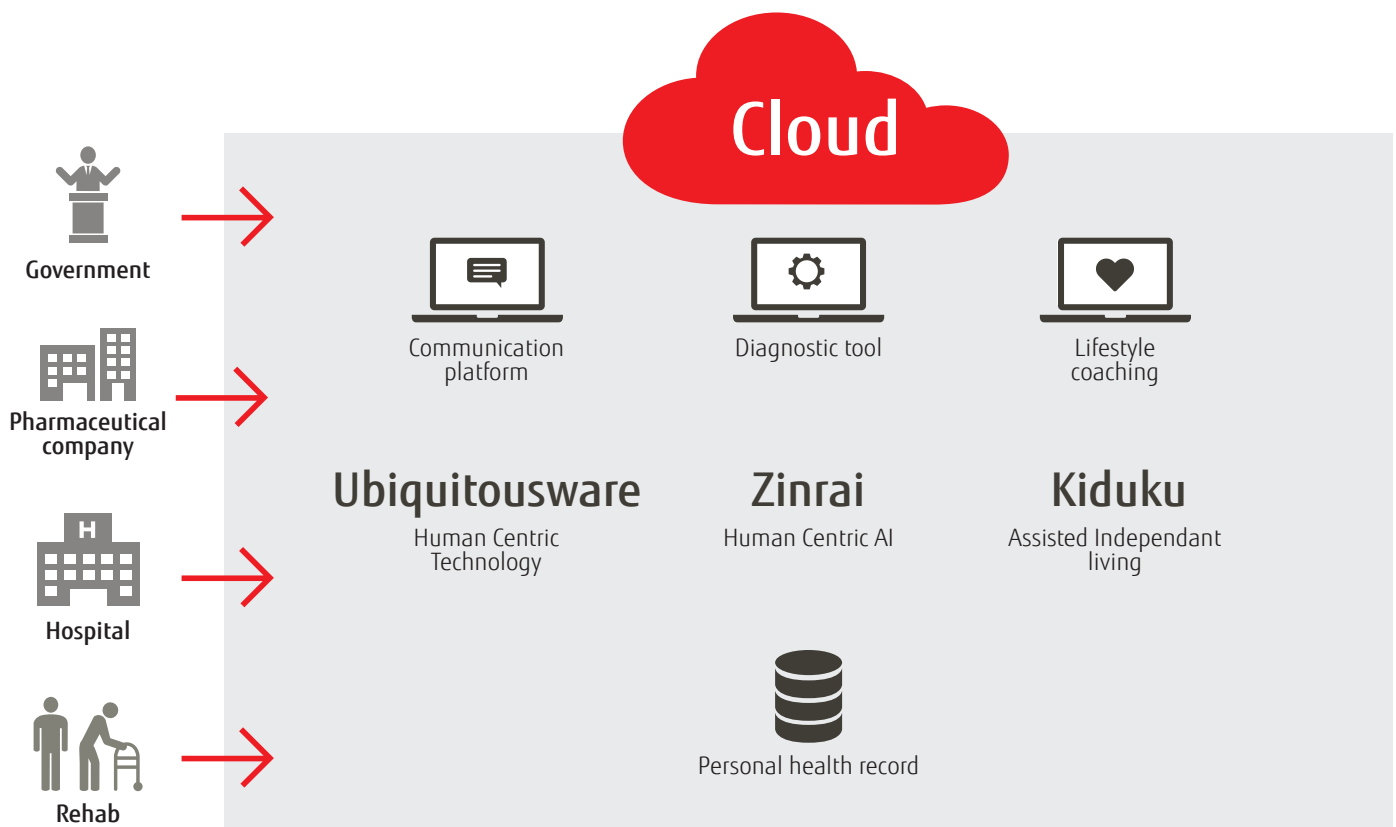 Cloud
Government
Pharmaceutical
company
H
Hospital
Rehab
Communication
platform
Diagnostic tool
Lifestyle
coaching
Ubiquitousware
Human Centric
Technology
Zinrai
Human Centric AI
Kiduku
Assisted Independant
living
Personal health record